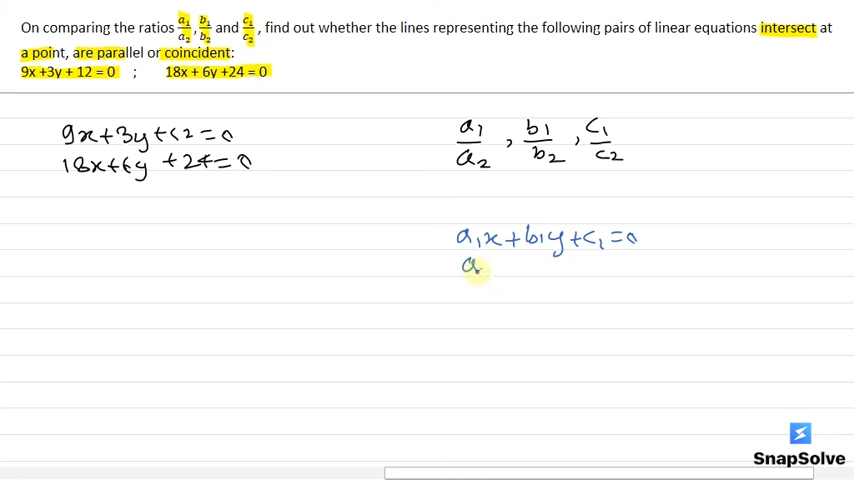 On comparing the ratios a₁/a₂, b₁/b₂ and c₁/c₂, find out whether the lines representing the following pairs of linear equations intersect at
a point, are parallel or coincident:
9x +3y + 12 = 0 ; 18x + 6y +24 = 0
9x+3y+12=0
18x+6y +24=0
a₁/a₂, b₁/b₂, c₁/c₂
a₁x+b₁y+c₁=0
a
SnapSolve